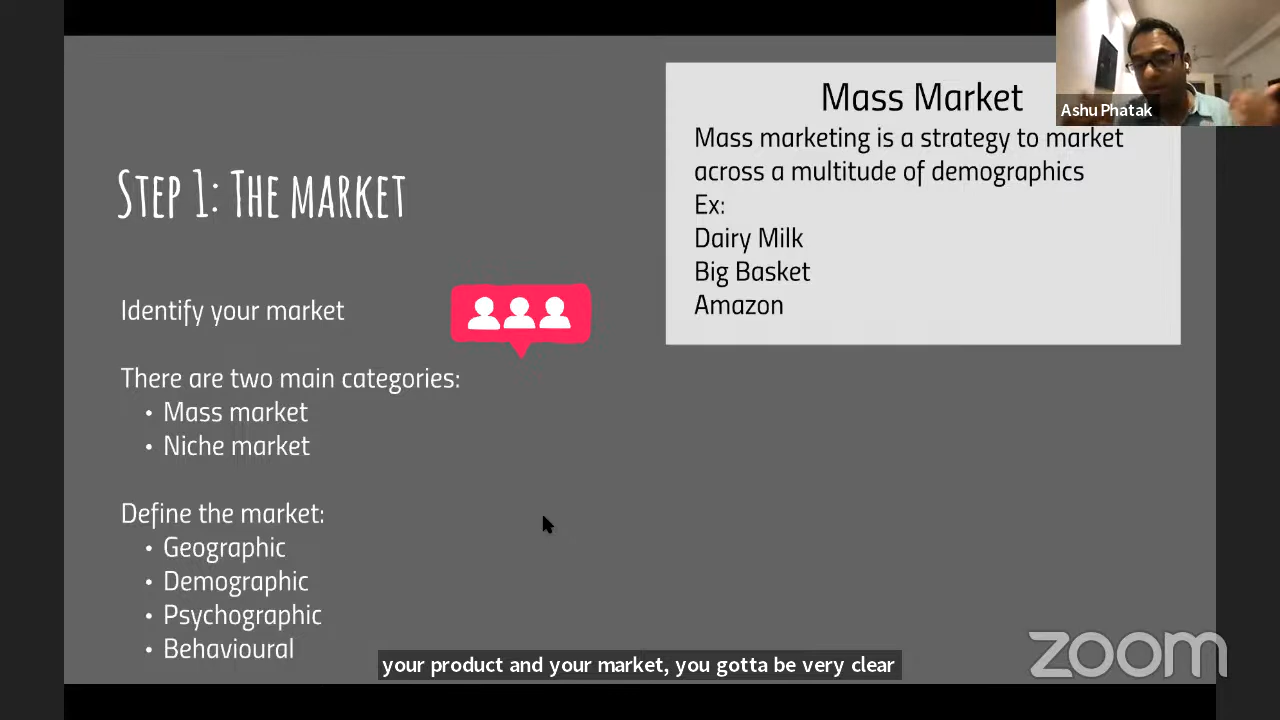 Mass Market
Ashu Phatak
Mass marketing is a strategy to market
across a multitude of demographics
Ex:
Dairy Milk
Big Basket
Amazon
STEP 1: THE MARKET
Identify your market
There are two main categories:
• Mass market
• Niche market
Define the market:
• Geographic
• Demographic
• Psychographic
• Behavioural
your product and your market, you gotta be very clear
zoom